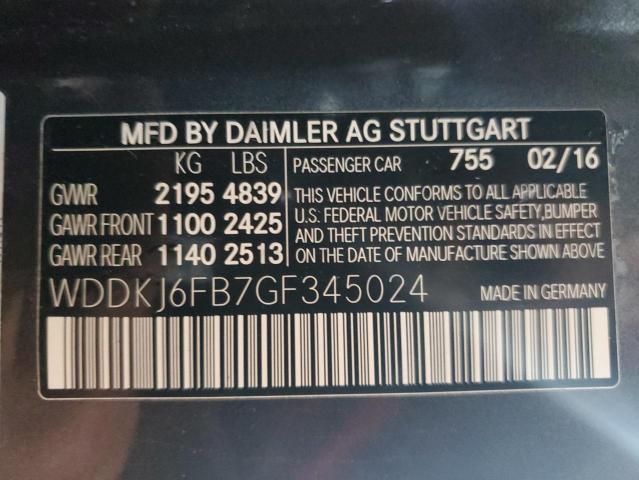 MFD BY DAIMLER AG STUTTGART
KG LBS
GWWR 2195 4839
GAWR FRONT 1100 2425
GAWR REAR 1140 2513
PASSENGER CAR 755 02/16
THIS VEHICLE CONFORMS TO ALL APPLICABLE
U.S. FEDERAL MOTOR VEHICLE SAFETY,BUMPER
AND THEFT PREVENTION STANDARDS IN EFFECT
ON THE DATE OF MANUFACTURE SHOWN ABOVE
WDDKJ6FB7GF345024 MADE IN GERMANY